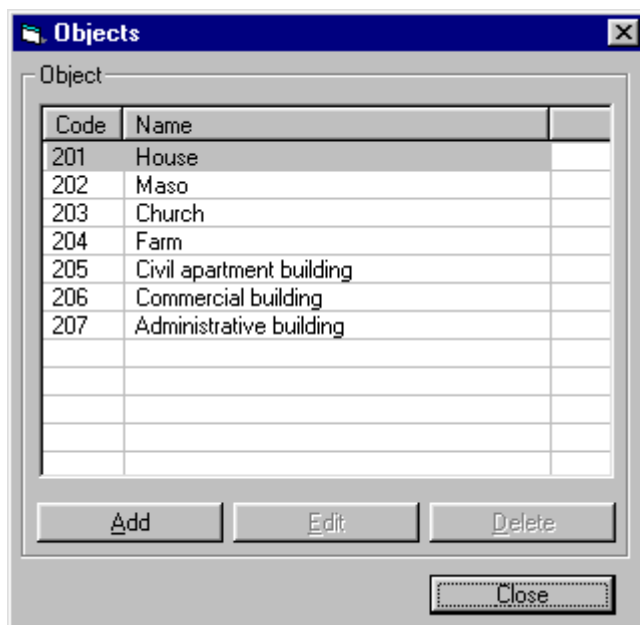 Objects
Object
Code Name
201 House
202 Maso
203 Church
204 Farm
205 Civil apartment building
206 Commercial building
207 Administrative building
Add Edit Delete
Close